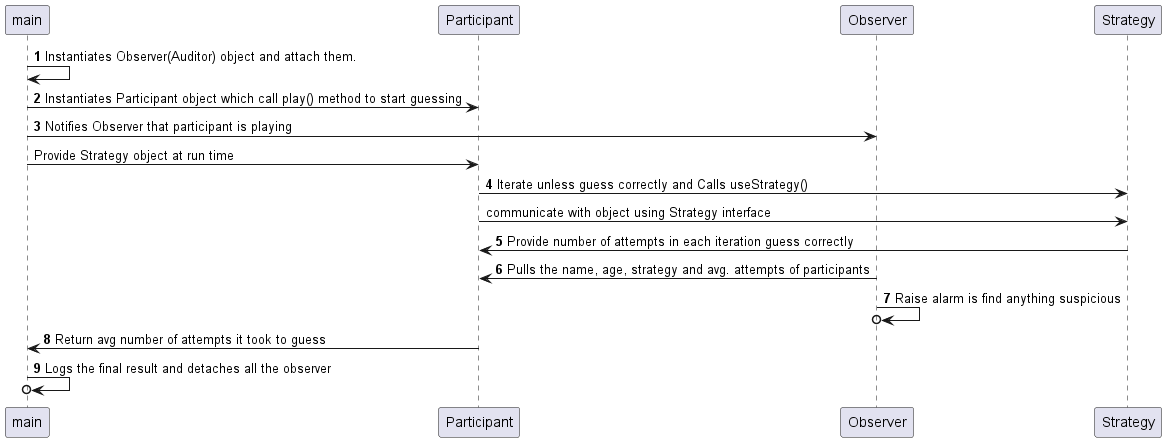 main Participant Observer Strategy
1 Instantiates Observer(Auditor) object and attach them.
2 Instantiates Participant object which call play() method to start guessing
3 Notifies Observer that participant is playing
Provide Strategy object at run time
4 Iterate unless guess correctly and Calls useStrategy()
communicate with object using Strategy interface
5 Provide number of attempts in each iteration guess correctly
6 Pulls the name, age, strategy and avg. attempts of participants
7 Raise alarm is find anything suspicious
8 Return avg number of attempts it took to guess
9 Logs the final result and detaches all the observer
main Participant Observer Strategy